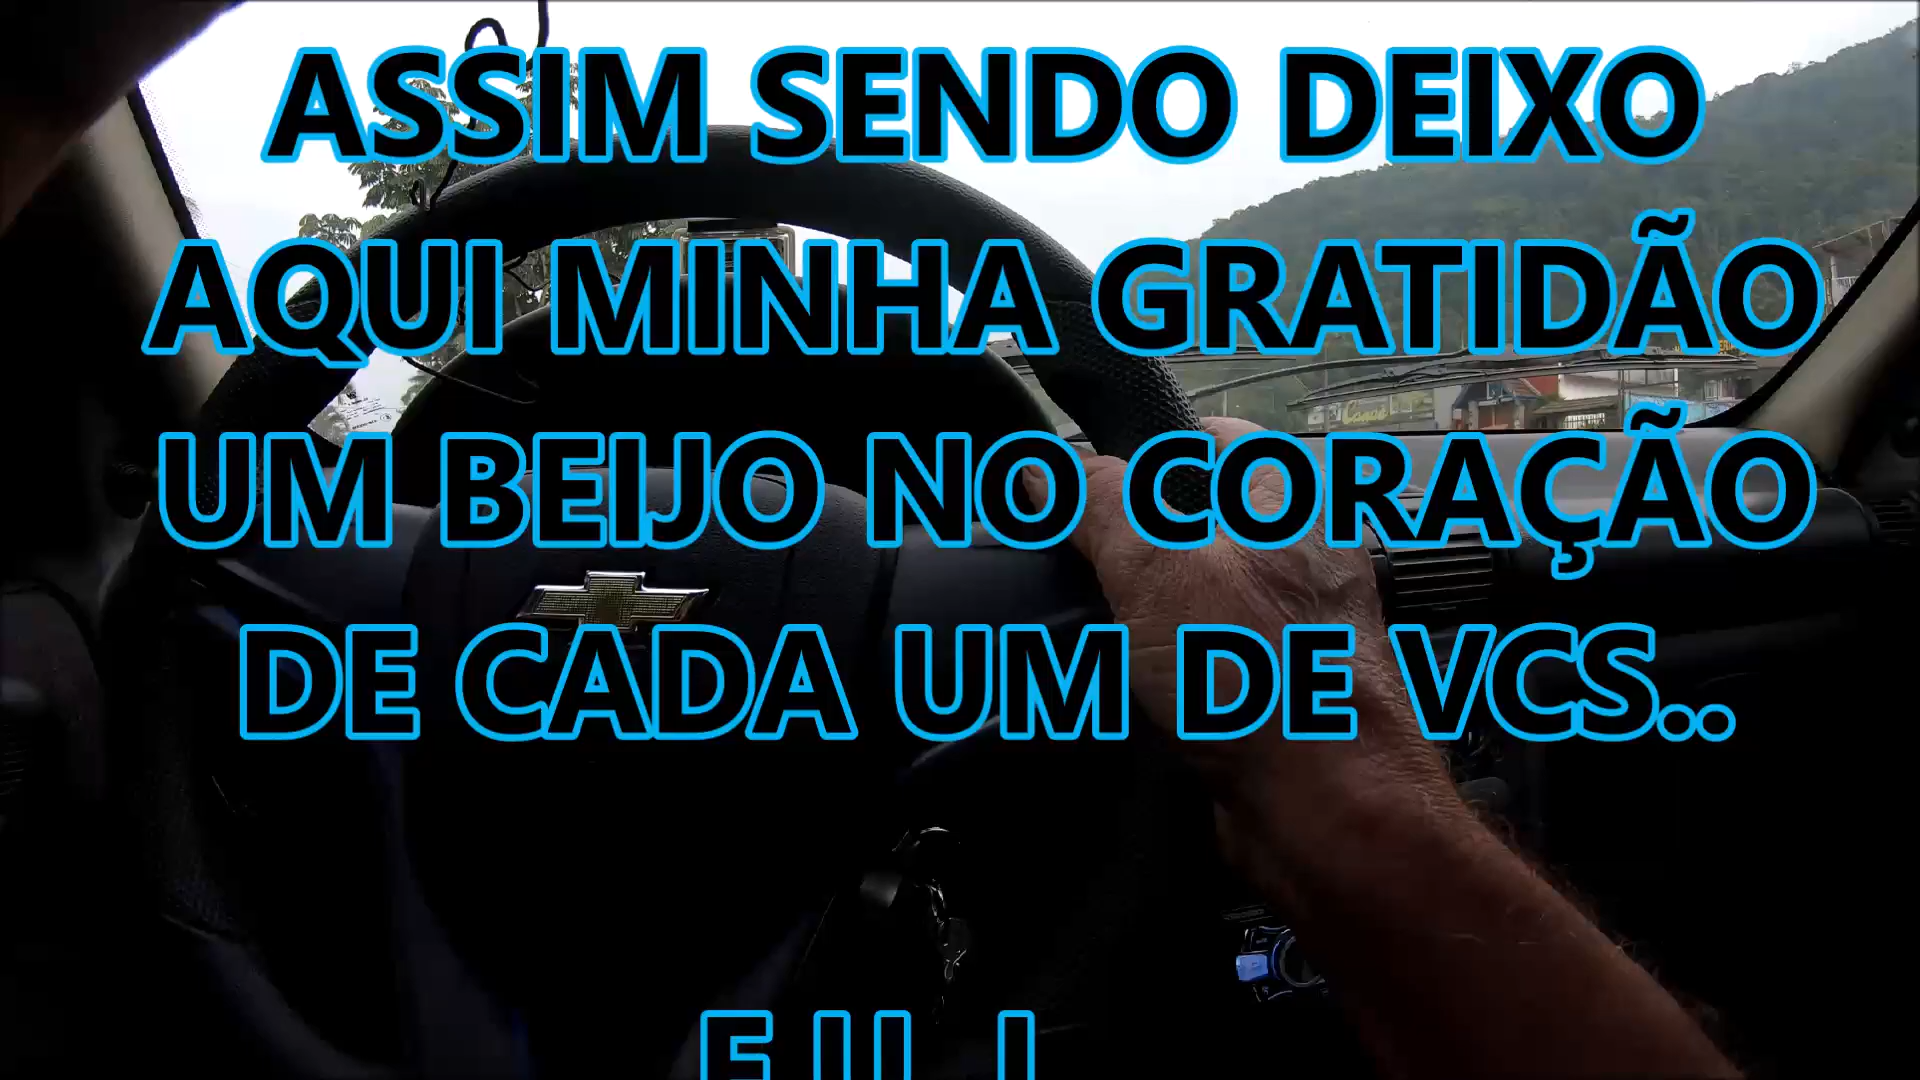 ASSIM SENDO DEIXO
AQUI MINHA GRATIDÃO
UM BEIJO NO CORAÇÃO
DE CADA UM DE VCS..